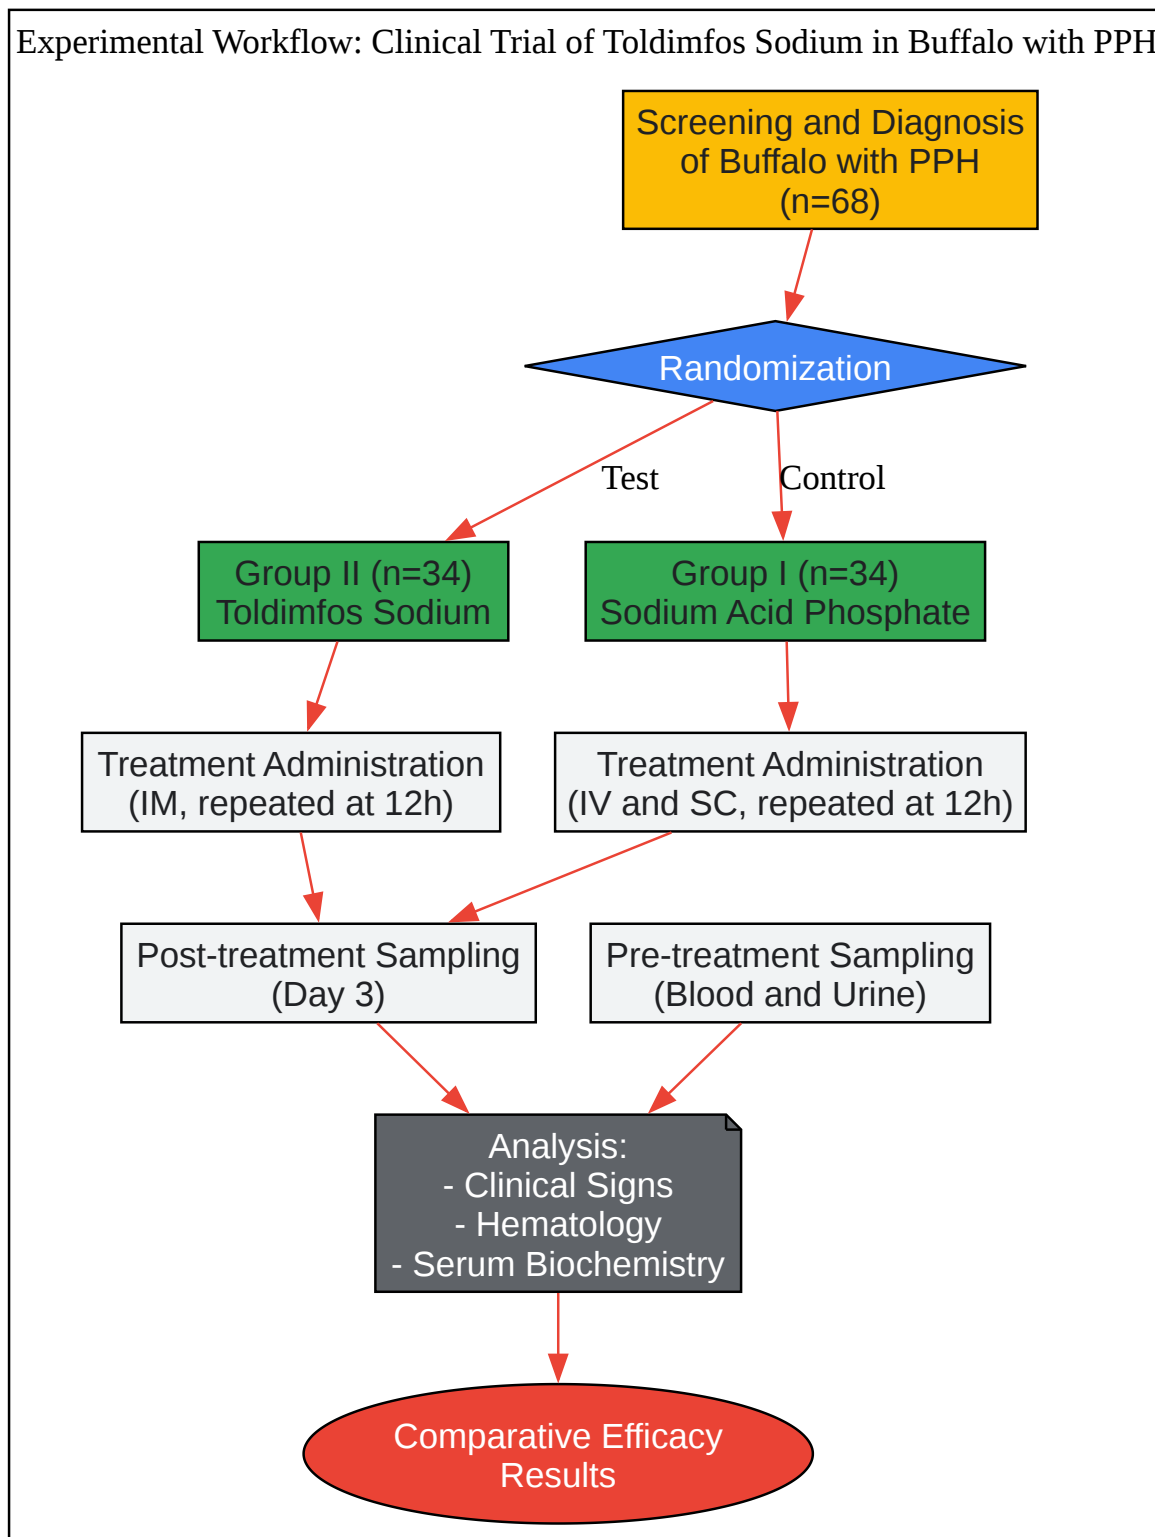 Experimental Workflow: Clinical Trial of Toldimfos Sodium in Buffalo with PPH
Screening and Diagnosis
of Buffalo with PPH
(n=68)
Randomization
Test
Control
Group II (n=34)
Toldimfos Sodium
Group I (n=34)
Sodium Acid Phosphate
Treatment Administration
(IM, repeated at 12h)
Treatment Administration
(IV and SC, repeated at 12h)
Post-treatment Sampling
(Day 3)
Pre-treatment Sampling
(Blood and Urine)
Analysis:
- Clinical Signs
- Hematology
- Serum Biochemistry
Comparative Efficacy
Results